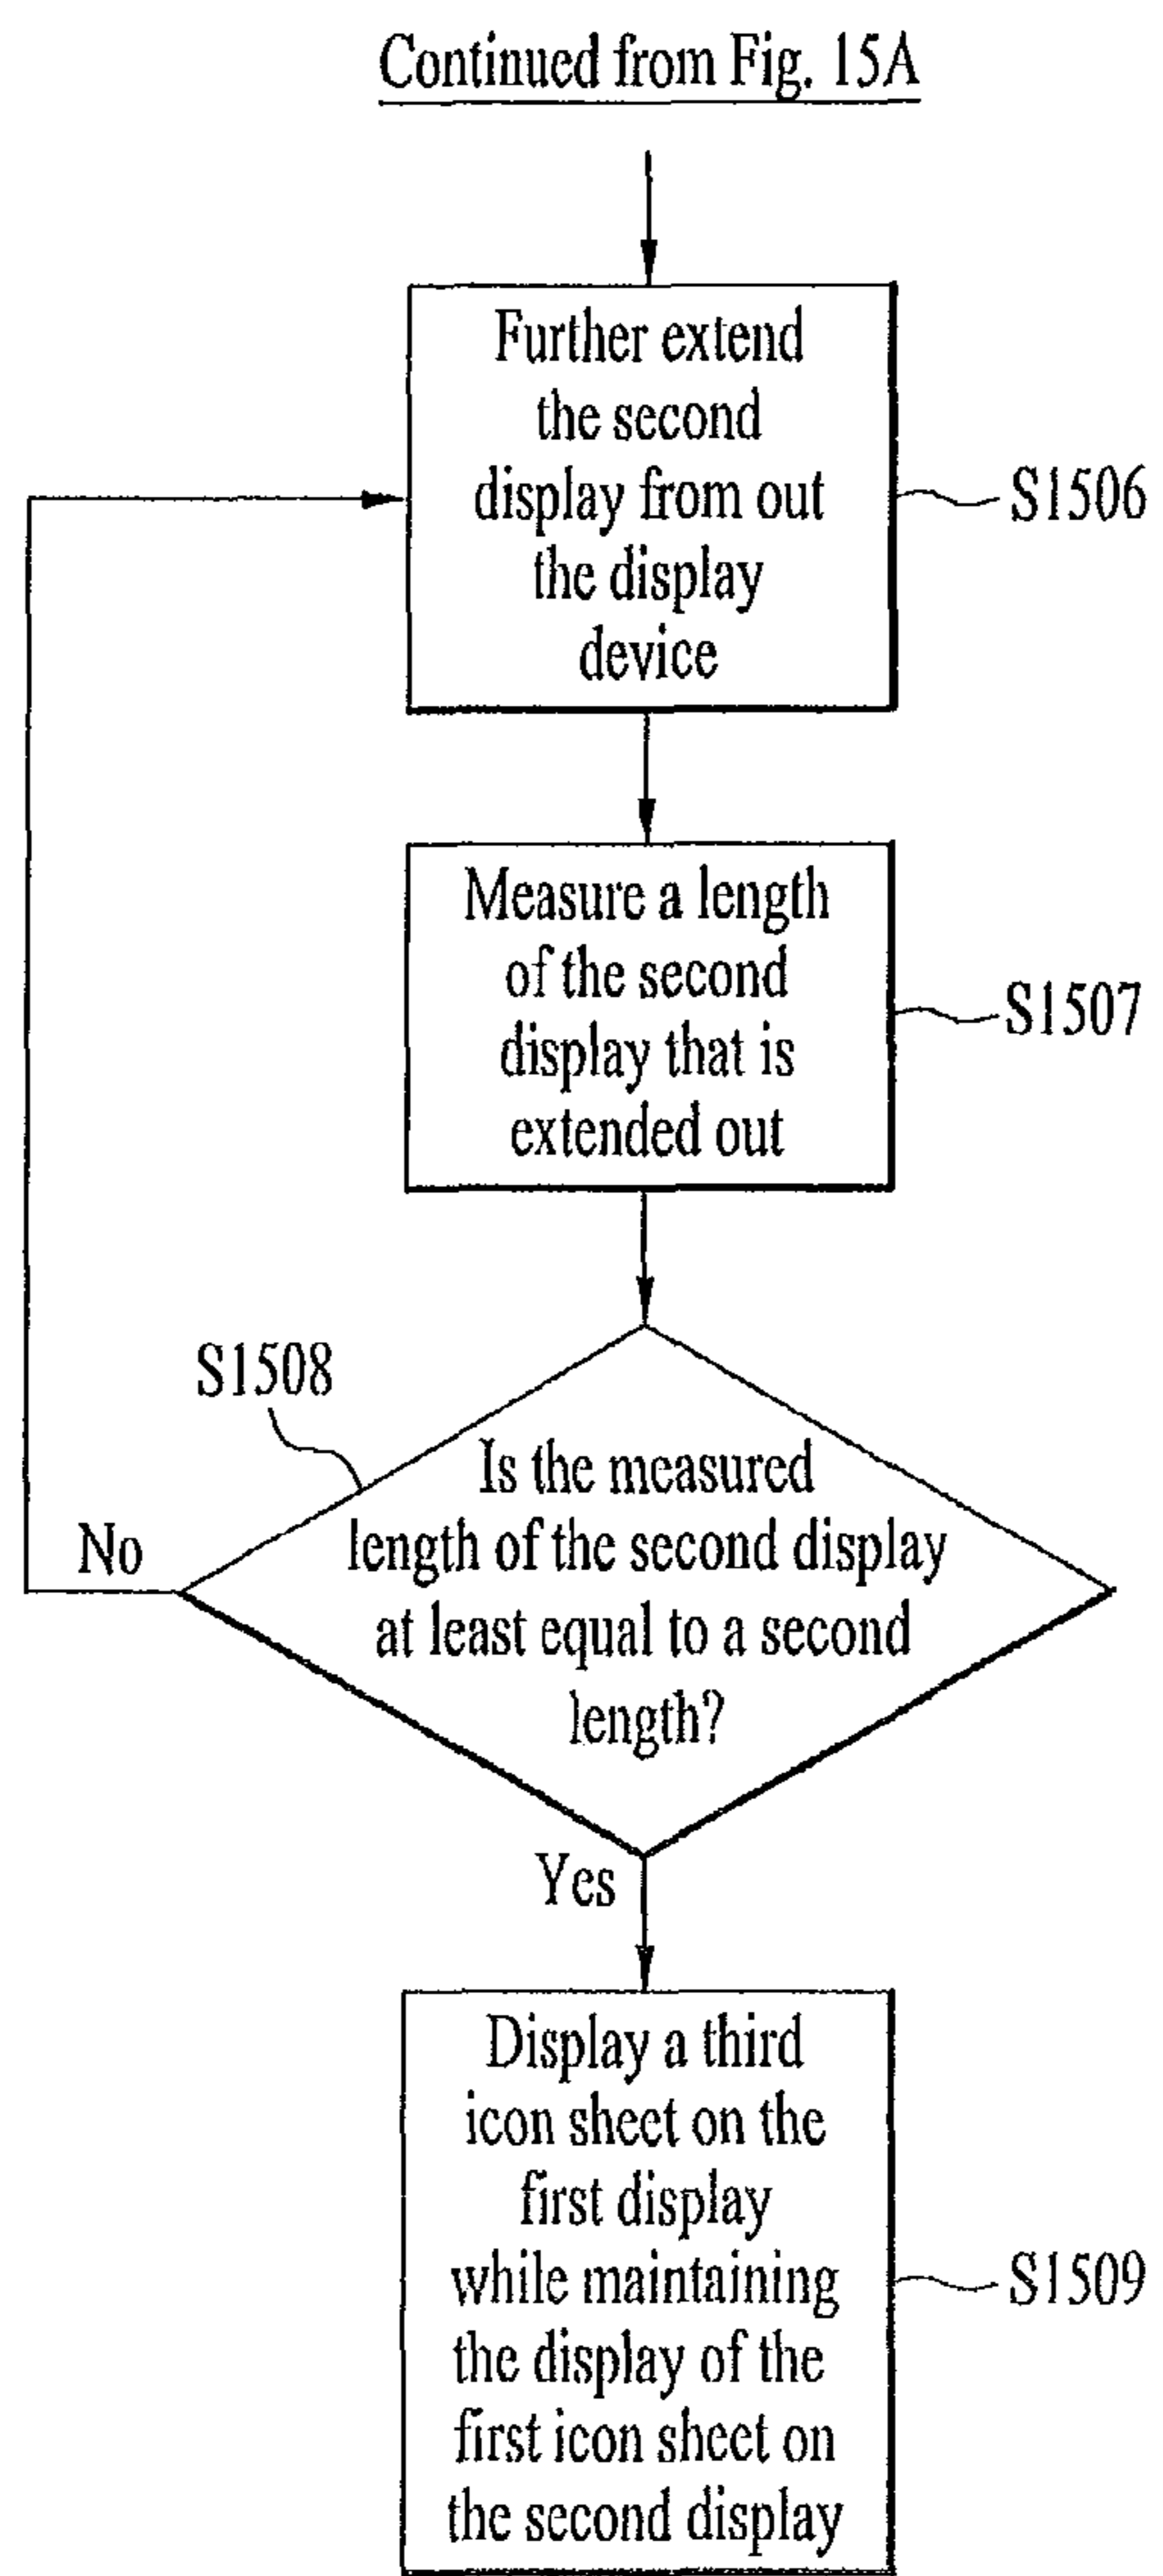 Continued from Fig. 15A
Further extend
the second
display from out
the display
device
S1506
Measure a length
of the second
display that is
extended out
S1507
S1508
Is the measured
length of the second display
at least equal to a second
length?
No
Yes
Display a third
icon sheet on the
first display
while maintaining
the display of the
first icon sheet on
the second display
S1509